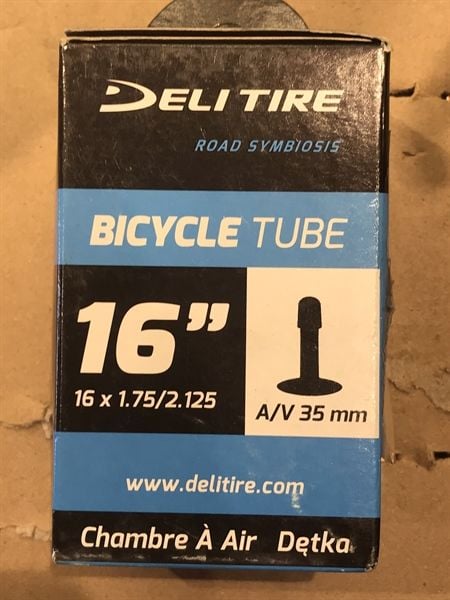 DELI TIRE
ROAD SYMBIOSIS
BICYCLE TUBE
16”
16 x 1.75/2.125
A/V 35 mm
www.delitire.com
Chambre À Air Dętka